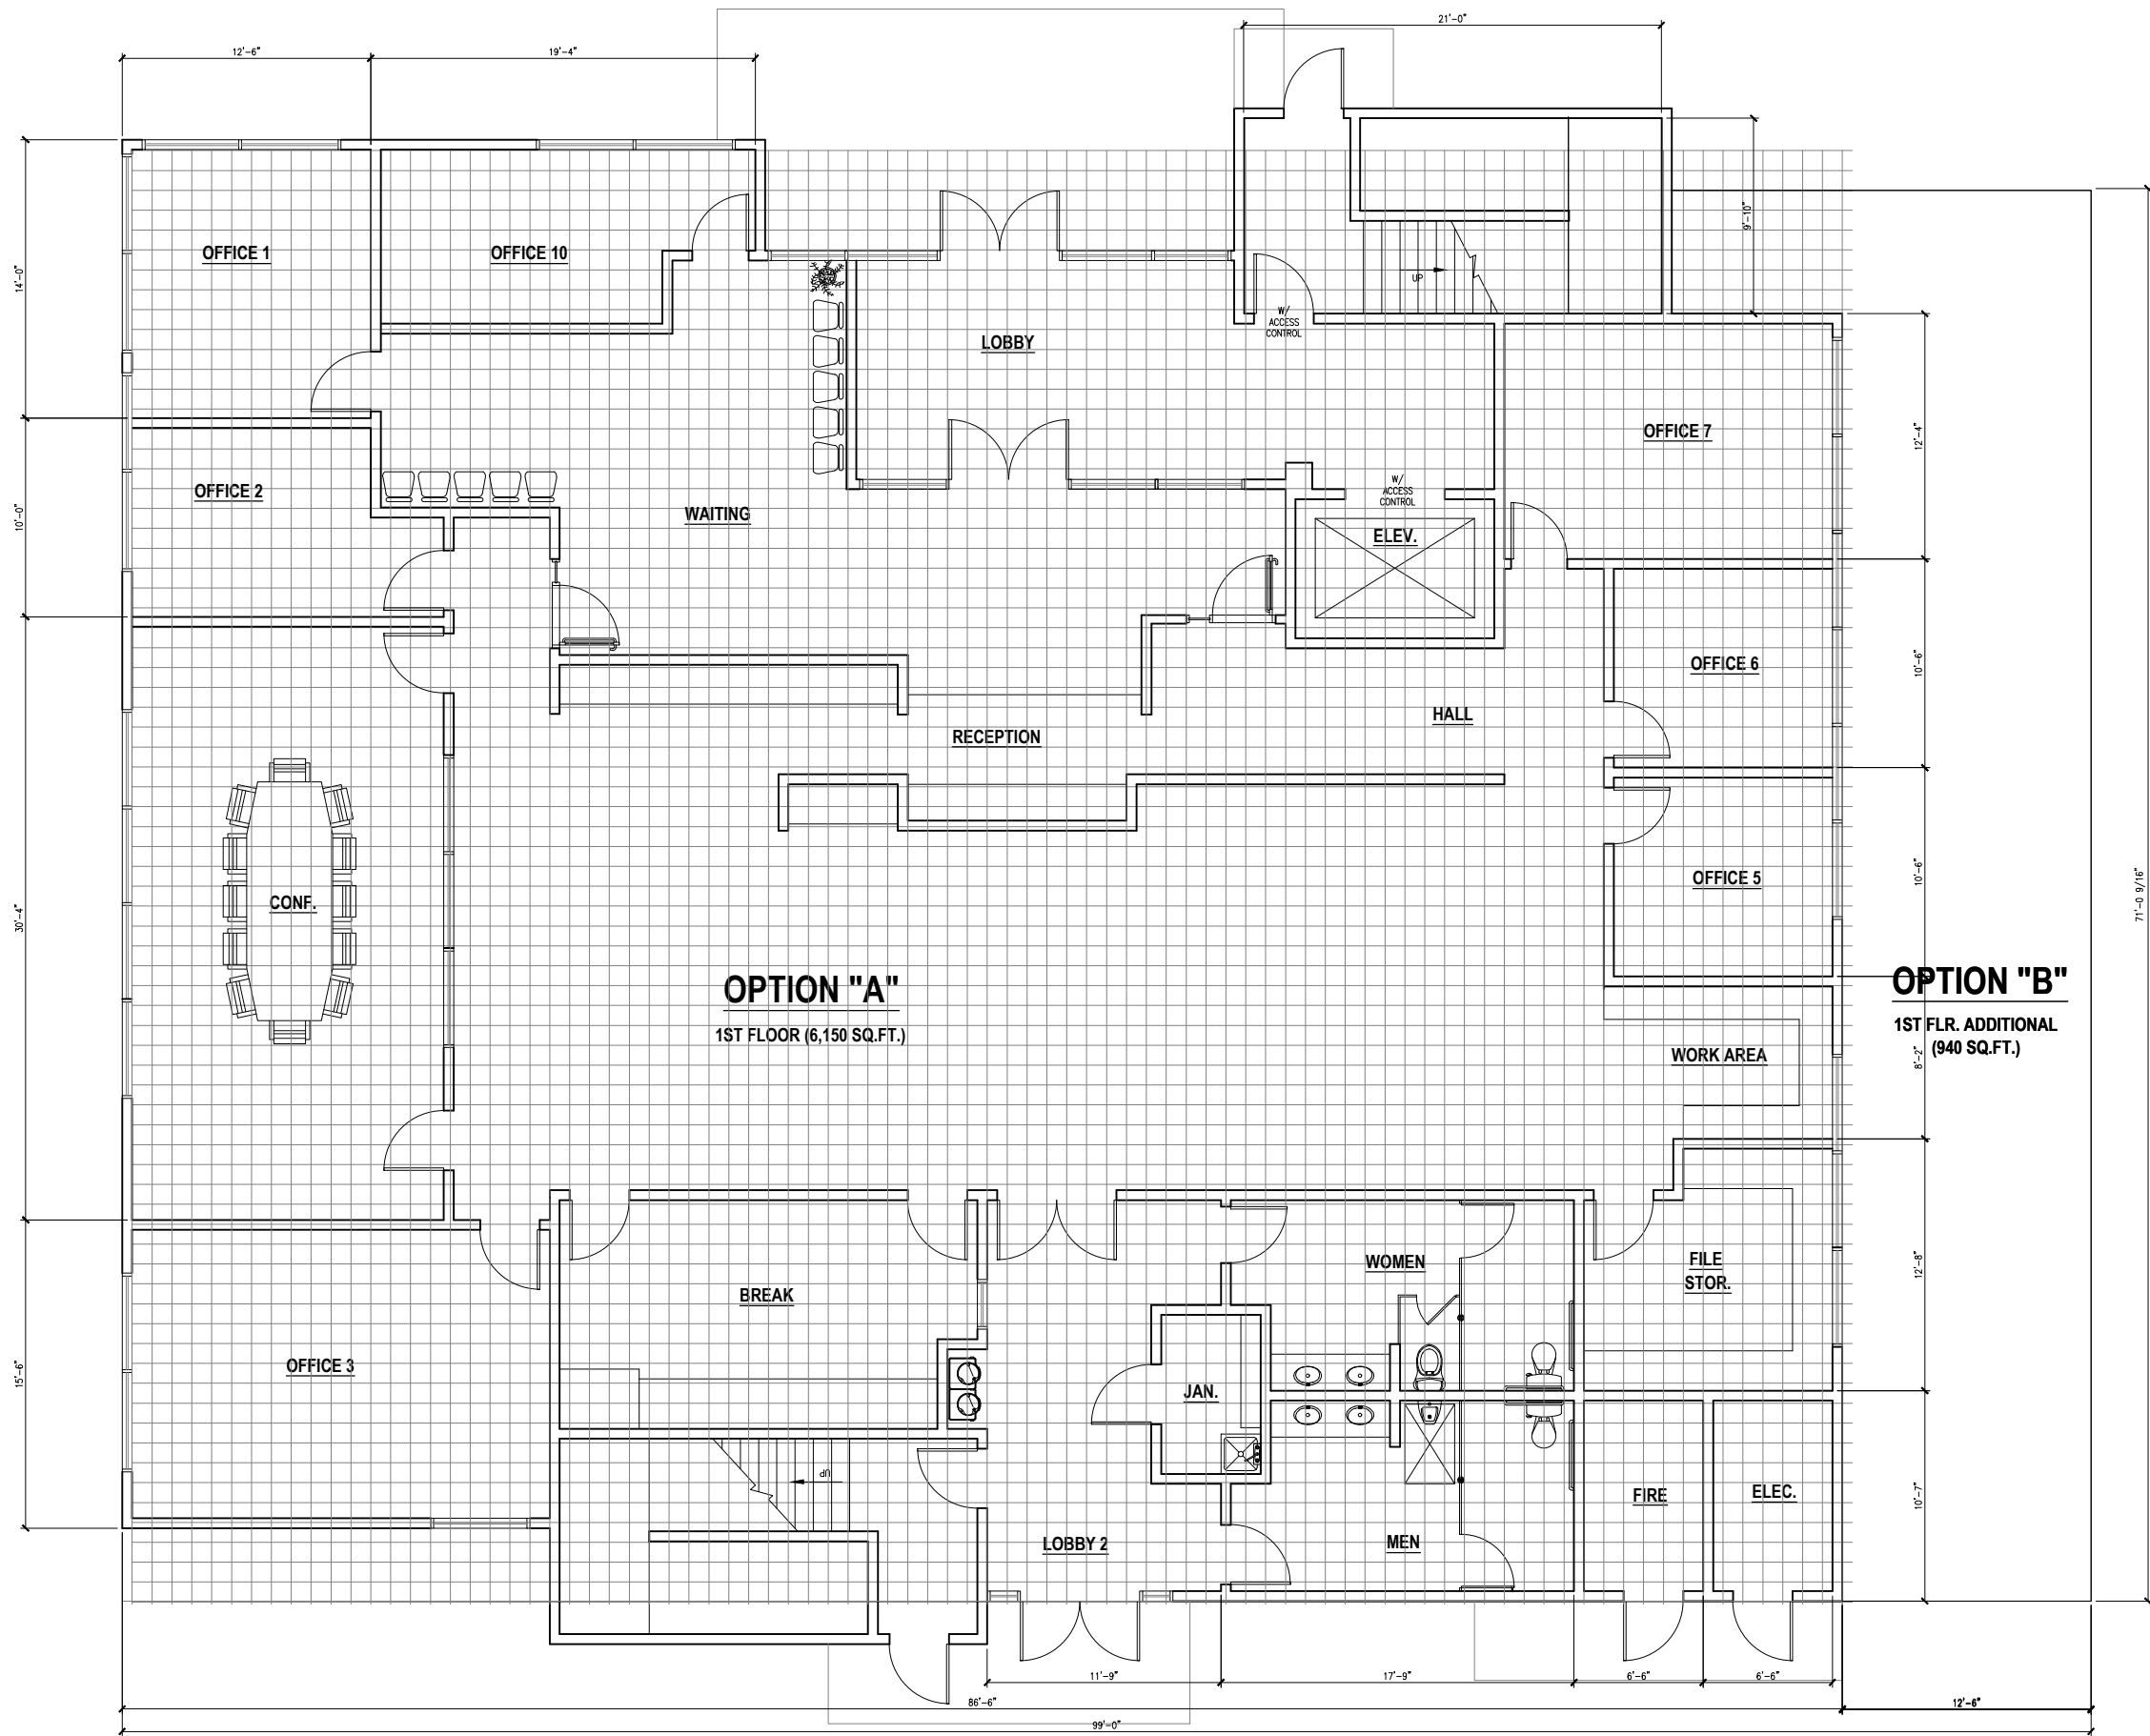 21'-0"
12'-6"
19'-4"
9'-10"
OFFICE 1
OFFICE 10
14'-0"
UP
W/
ACCESS
CONTROL
LOBBY
OFFICE 7
12'-4"
OFFICE 2
W/
ACCESS
CONTROL
WAITING
10'-0"
ELEV.
OFFICE 6
10'-6"
HALL
RECEPTION
OFFICE 5
10'-6"
71'-0 9/16"
CONF.
30'-4"
OPTION "A"
1ST FLOOR (6,150 SQ.FT.)
OPTION "B"
1ST FLR. ADDITIONAL
(940 SQ.FT.)
WORK AREA
8'-2"
WOMEN
FILE
STOR.
12'-8"
BREAK
OFFICE 3
15'-6"
JAN.
UP
FIRE
ELEC.
10'-7"
LOBBY 2
MEN
11'-9"
17'-9"
6'-6"
6'-6"
86'-6"
12'-6"
99'-0"